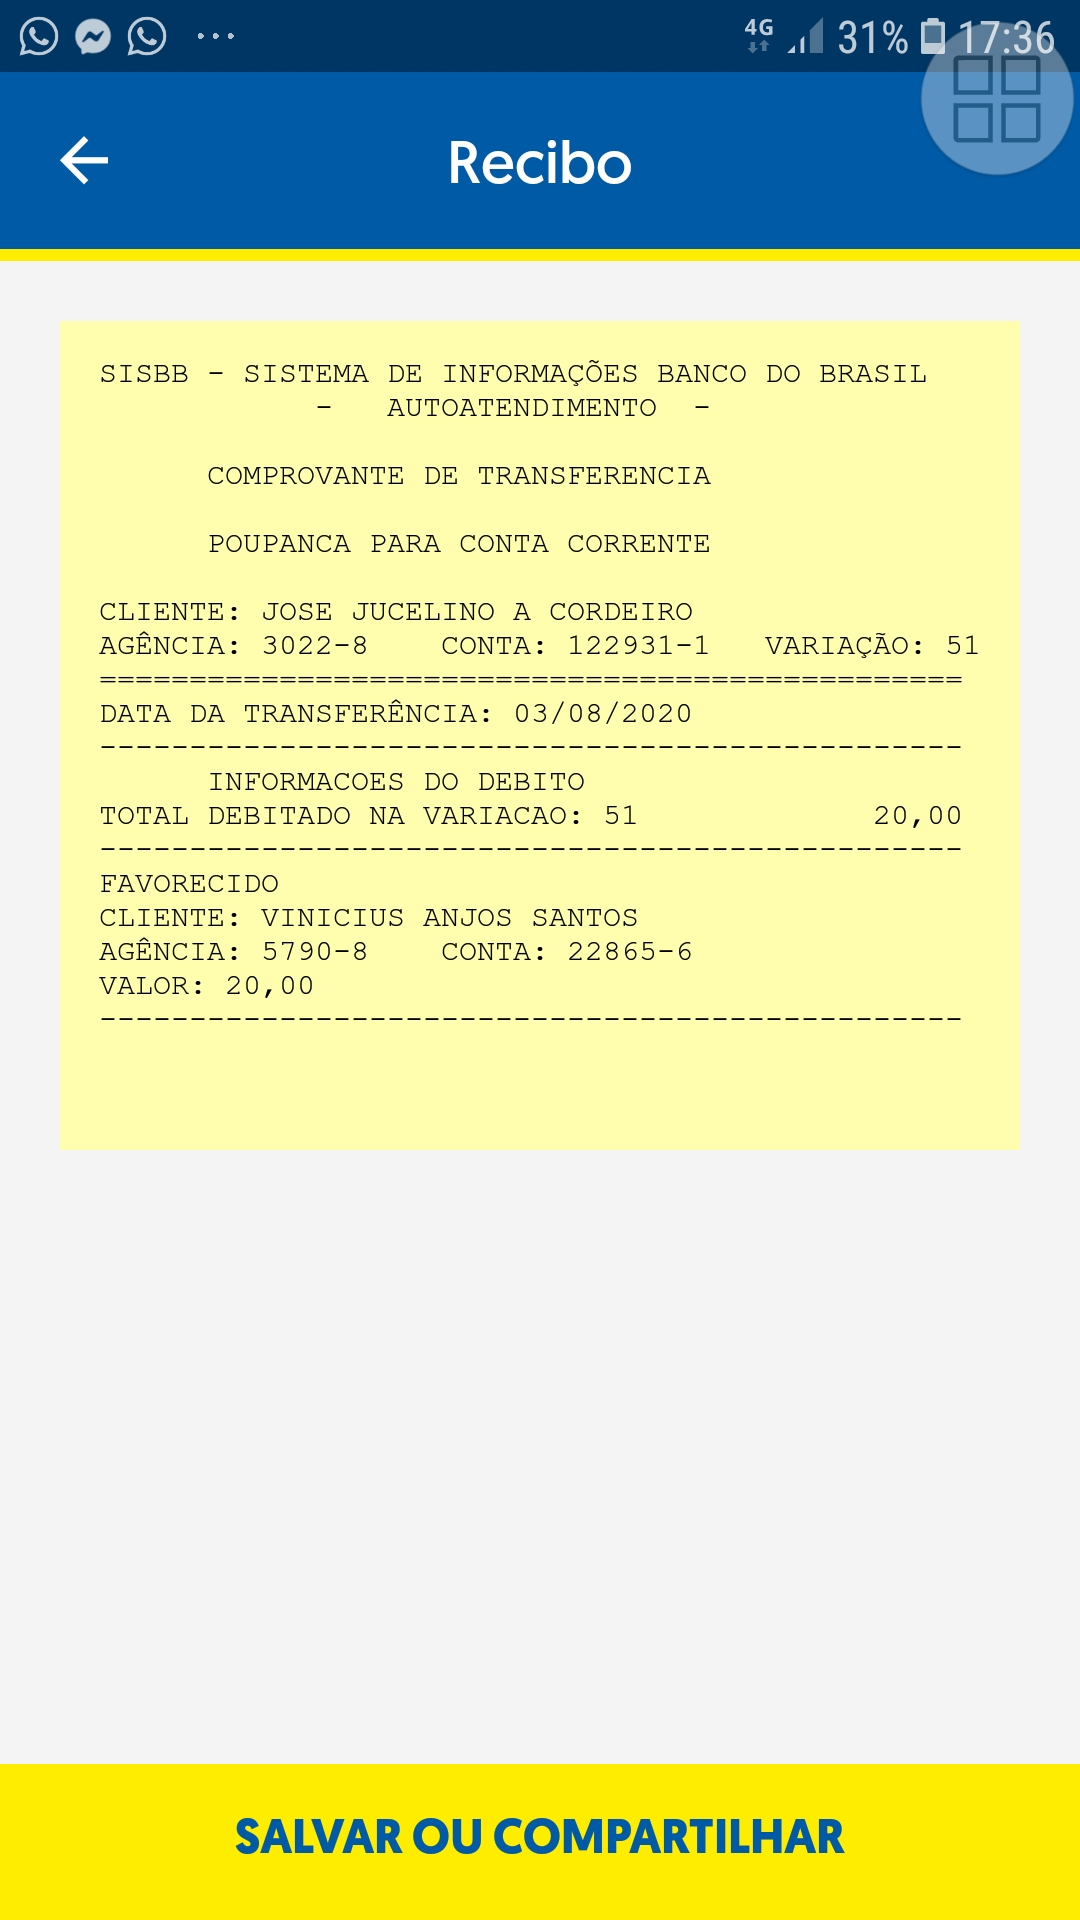 4G 31% 17:36
Recibo
SISBB - SISTEMA DE INFORMAÇÕES BANCO DO BRASIL
- AUTOATENDIMENTO -
COMPROVANTE DE TRANSFERENCIA
POUPANCA PARA CONTA CORRENTE
CLIENTE: JOSE JUCELINO A CORDEIRO
AGÊNCIA: 3022-8 CONTA: 122931-1 VARIAÇÃO: 51
================================================
DATA DA TRANSFERÊNCIA: 03/08/2020
------------------------------------------------
INFORMACOES DO DEBITO
TOTAL DEBITADO NA VARIACAO: 51 20,00
------------------------------------------------
FAVORECIDO
CLIENTE: VINICIUS ANJOS SANTOS
AGÊNCIA: 5790-8 CONTA: 22865-6
VALOR: 20,00
------------------------------------------------
SALVAR OU COMPARTILHAR